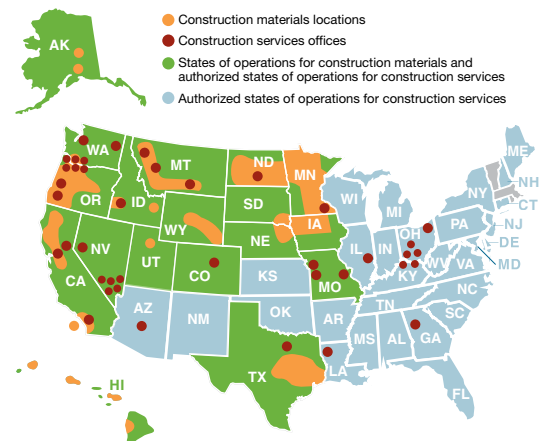 AK
Construction materials locations
Construction services offices
States of operations for construction materials and
authorized states of operations for construction services
Authorized states of operations for construction services
WA
MT
ND
MN
ME
NH
OR
ID
SD
WI
NY
CT
WY
IA
MI
NJ
NV
NE
IL
IN
OH
PA
DE
UT
CO
KS
MO
KY
WV
VA
MD
CA
AZ
NM
OK
AR
TN
NC
SC
MS
AL
GA
HI
TX
LA
FL